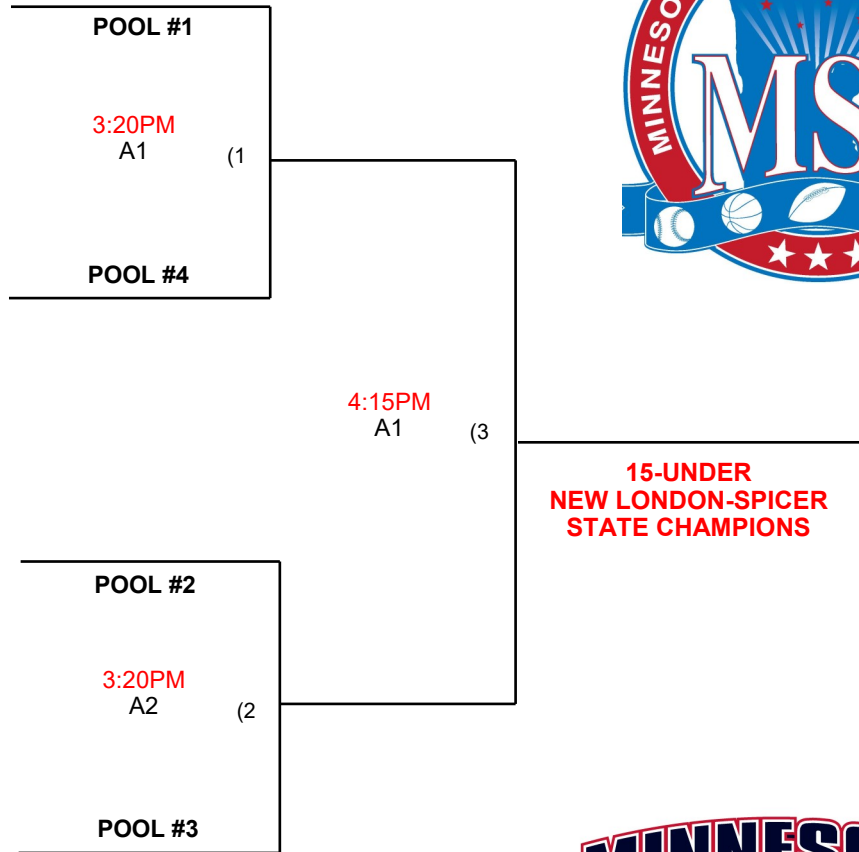 POOL #1
3:20PM
A1
(1
POOL #4
4:15PM
A1
(3
15-UNDER
NEW LONDON-SPICER
STATE CHAMPIONS
POOL #2
3:20PM
A2
(2
POOL #3